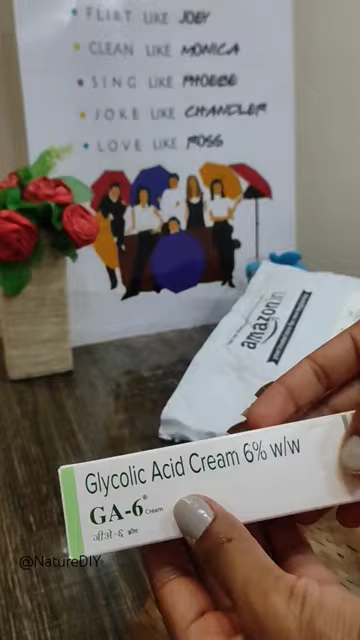 FLIRT LIKE JOEY
CLEAN LIKE MONICA
SING LIKE PHOEBE
JOKE LIKE CHANDLER
LOVE LIKE ROSS
amazon.in
Glycolic Acid Cream 6% w/w
GA-6® Cream
जीऐ-६ क्रीम
@NatureDIY